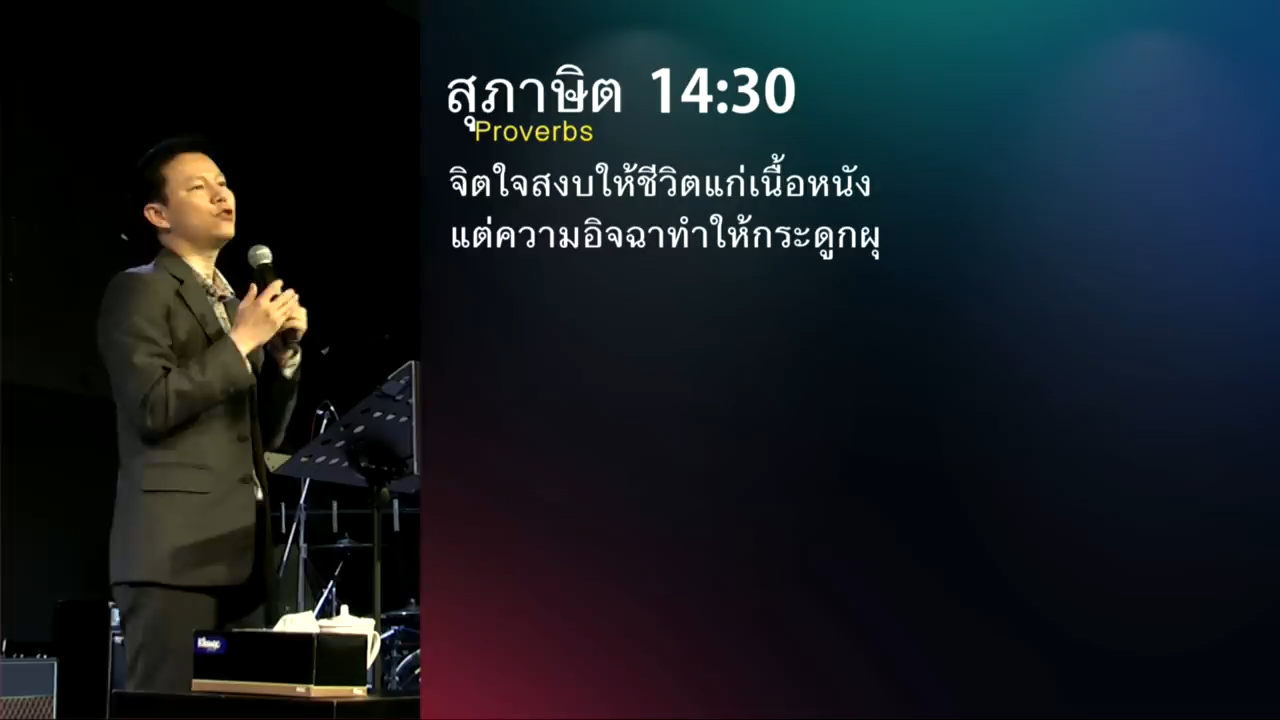 สุภาษิต 14:30
Proverbs
จิตใจสงบให้ชีวิตแก่เนื้อหนัง
แต่ความอิจฉาทำให้กระดูกผุ